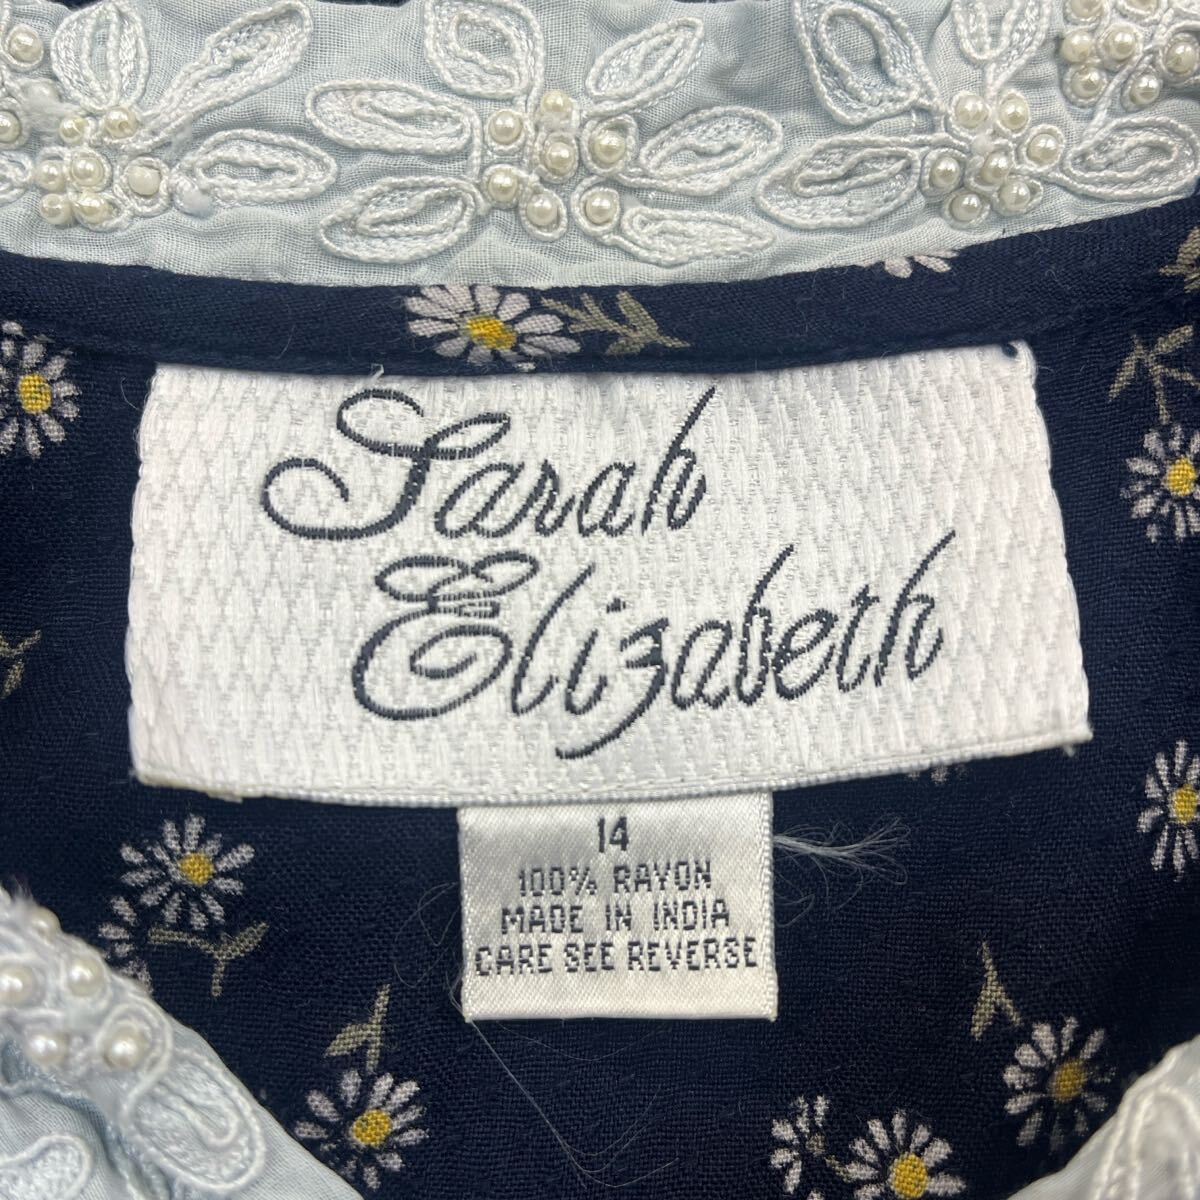 Sarah
Elizabeth
14
100% RAYON
MADE IN INDIA
CARE SEE REVERSE